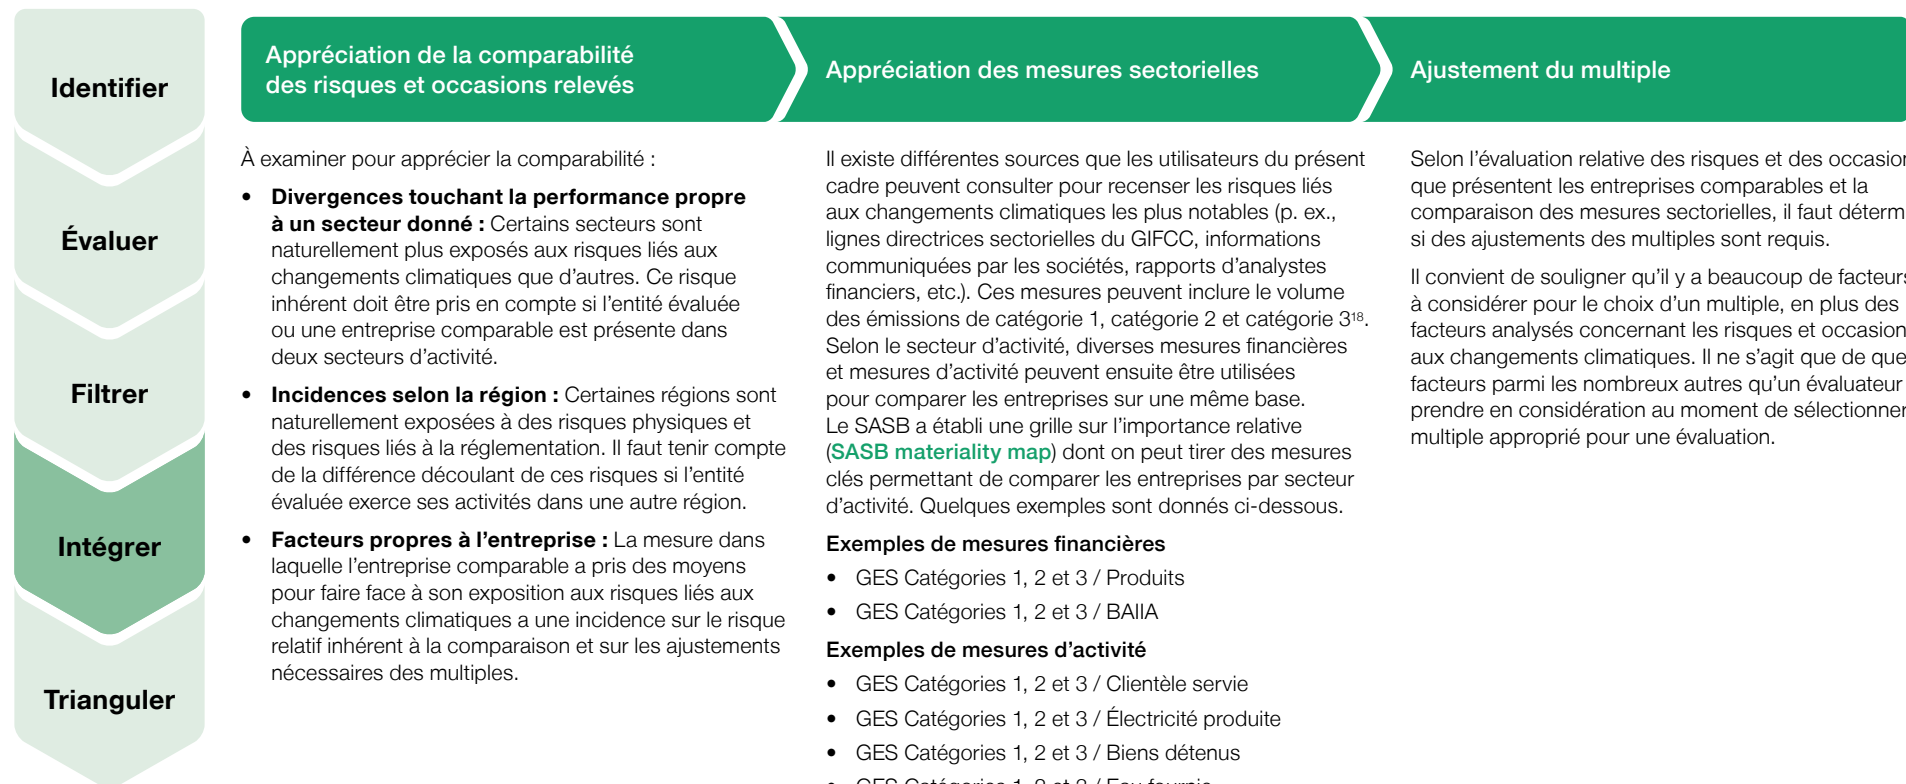 Identifier
Évaluer
Filtrer
Intégrer
Trianguler
Appréciation de la comparabilité
des risques et occasions relevés
À examiner pour apprécier la comparabilité :
• Divergences touchant la performance propre
à un secteur donné : Certains secteurs sont
naturellement plus exposés aux risques liés aux
changements climatiques que d’autres. Ce risque
inhérent doit être pris en compte si l’entité évaluée
ou une entreprise comparable est présente dans
deux secteurs d’activité.
• Incidences selon la région : Certaines régions sont
naturellement exposées à des risques physiques et
des risques liés à la réglementation. Il faut tenir compte
de la différence découlant de ces risques si l’entité
évaluée exerce ses activités dans une autre région.
• Facteurs propres à l’entreprise : La mesure dans
laquelle l’entreprise comparable a pris des moyens
pour faire face à son exposition aux risques liés aux
changements climatiques a une incidence sur le risque
relatif inhérent à la comparaison et sur les ajustements
nécessaires des multiples.
Appréciation des mesures sectorielles
Il existe différentes sources que les utilisateurs du présent
cadre peuvent consulter pour recenser les risques liés
aux changements climatiques les plus notables (p. ex.,
lignes directrices sectorielles du GIFCC, informations
communiquées par les sociétés, rapports d’analystes
financiers, etc.). Ces mesures peuvent inclure le volume
des émissions de catégorie 1, catégorie 2 et catégorie 3¹⁸.
Selon le secteur d’activité, diverses mesures financières
et mesures d’activité peuvent ensuite être utilisées
pour comparer les entreprises sur une même base.
Le SASB a établi une grille sur l’importance relative
(SASB materiality map) dont on peut tirer des mesures
clés permettant de comparer les entreprises par secteur
d’activité. Quelques exemples sont donnés ci-dessous.
Exemples de mesures financières
• GES Catégories 1, 2 et 3 / Produits
• GES Catégories 1, 2 et 3 / BAIIA
Exemples de mesures d’activité
• GES Catégories 1, 2 et 3 / Clientèle servie
• GES Catégories 1, 2 et 3 / Électricité produite
• GES Catégories 1, 2 et 3 / Biens détenus
• GES Catégories 1, 2 et 3 / Eau fournie
Ajustement du multiple
Selon l’évaluation relative des risques et des occasion
que présentent les entreprises comparables et la
comparaison des mesures sectorielles, il faut déterm
si des ajustements des multiples sont requis.
Il convient de souligner qu’il y a beaucoup de facteurs
à considérer pour le choix d’un multiple, en plus des
facteurs analysés concernant les risques et occasion
aux changements climatiques. Il ne s’agit que de que
facteurs parmi les nombreux autres qu’un évaluateur
prendre en considération au moment de sélectionner
multiple approprié pour une évaluation.